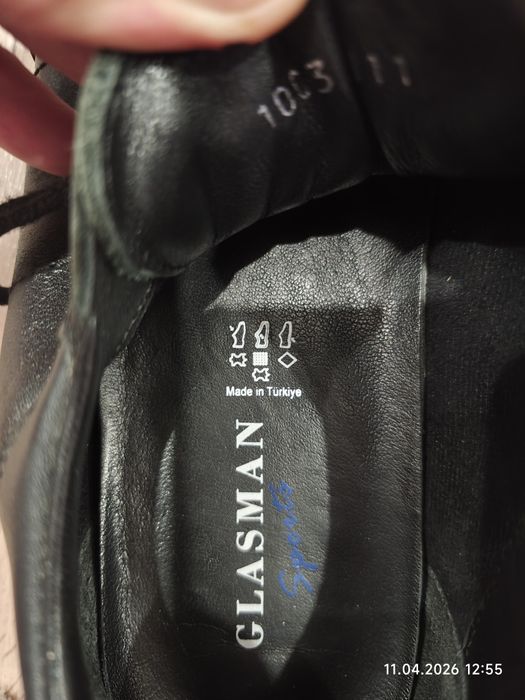 1003 11
Made in Türkiye
GLASMAN
Sports
11.04.2026 12:55